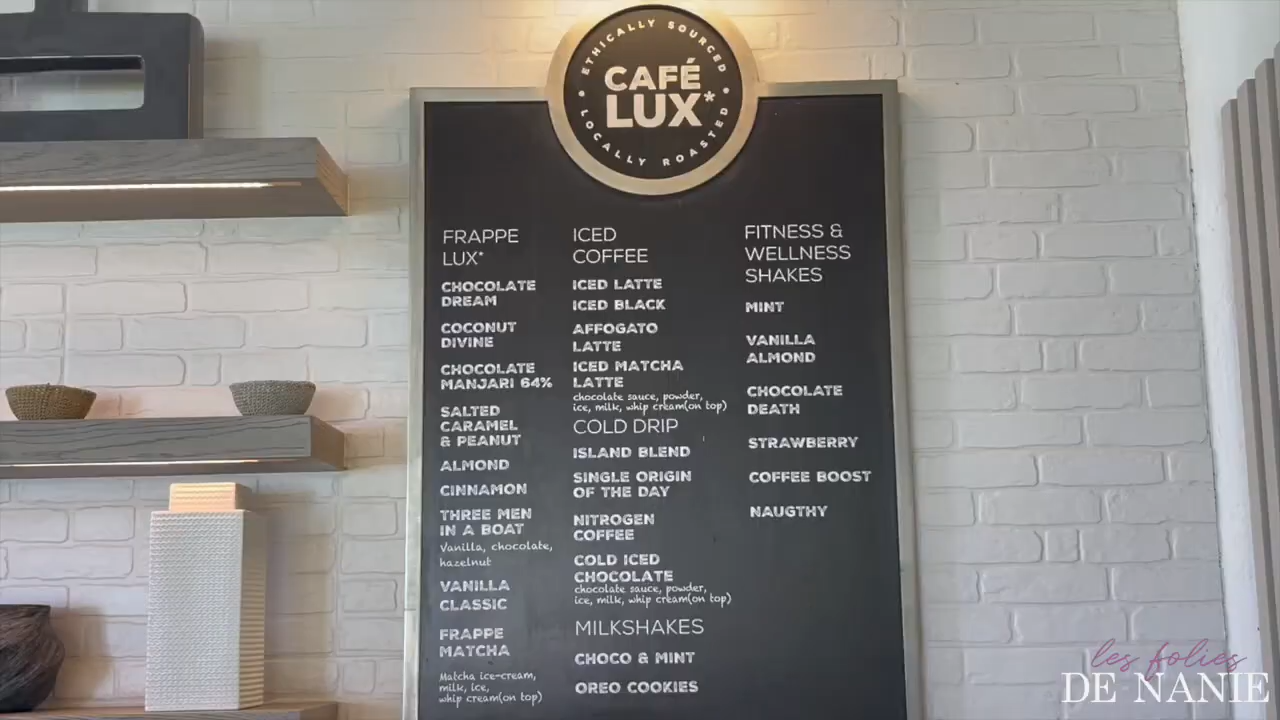 ETHICALLY SOURCED
CAFÉ
LUX*
LOCALLY ROASTED
FRAPPE
LUX*
CHOCOLATE
DREAM
COCONUT
DIVINE
CHOCOLATE
MANJARI 64%
SALTED
CARAMEL
& PEANUT
ALMOND
CINNAMON
THREE MEN
IN A BOAT
Vanilla, chocolate,
hazelnut
VANILLA
CLASSIC
FRAPPE
MATCHA
Matcha ice-cream,
milk, ice,
whip cream(on top)
ICED
COFFEE
ICED LATTE
ICED BLACK
AFFOGATO
LATTE
ICED MATCHA
LATTE
chocolate sauce, powder,
ice, milk, whip cream(on top)
COLD DRIP
ISLAND BLEND
SINGLE ORIGIN
OF THE DAY
NITROGEN
COFFEE
COLD ICED
CHOCOLATE
chocolate sauce, powder,
ice, milk, whip cream(on top)
MILKSHAKES
CHOCO & MINT
OREO COOKIES
FITNESS &
WELLNESS
SHAKES
MINT
VANILLA
ALMOND
CHOCOLATE
DEATH
STRAWBERRY
COFFEE BOOST
NAUGTHY
les folies
DE NANIE